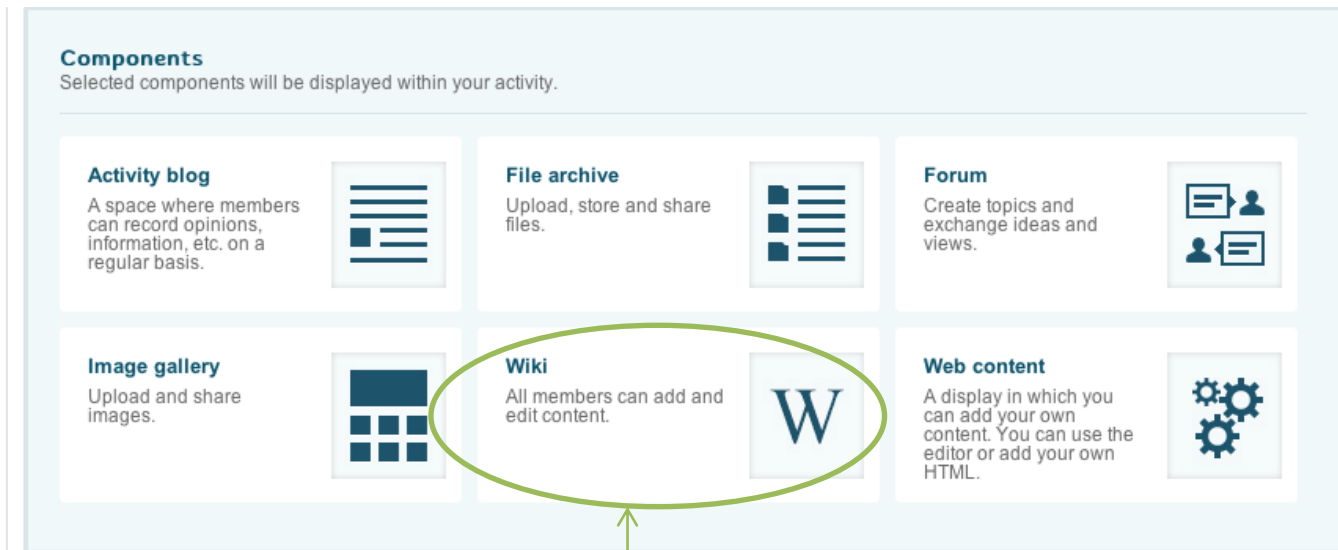 Components
Selected components will be displayed within your activity.
Activity blog
A space where members
can record opinions,
information, etc. on a
regular basis.
File archive
Upload, store and share
files.
Forum
Create topics and
exchange ideas and
views.
Image gallery
Upload and share
images.
Wiki
All members can add and
edit content.
W
Web content
A display in which you
can add your own
content. You can use the
editor or add your own
HTML.